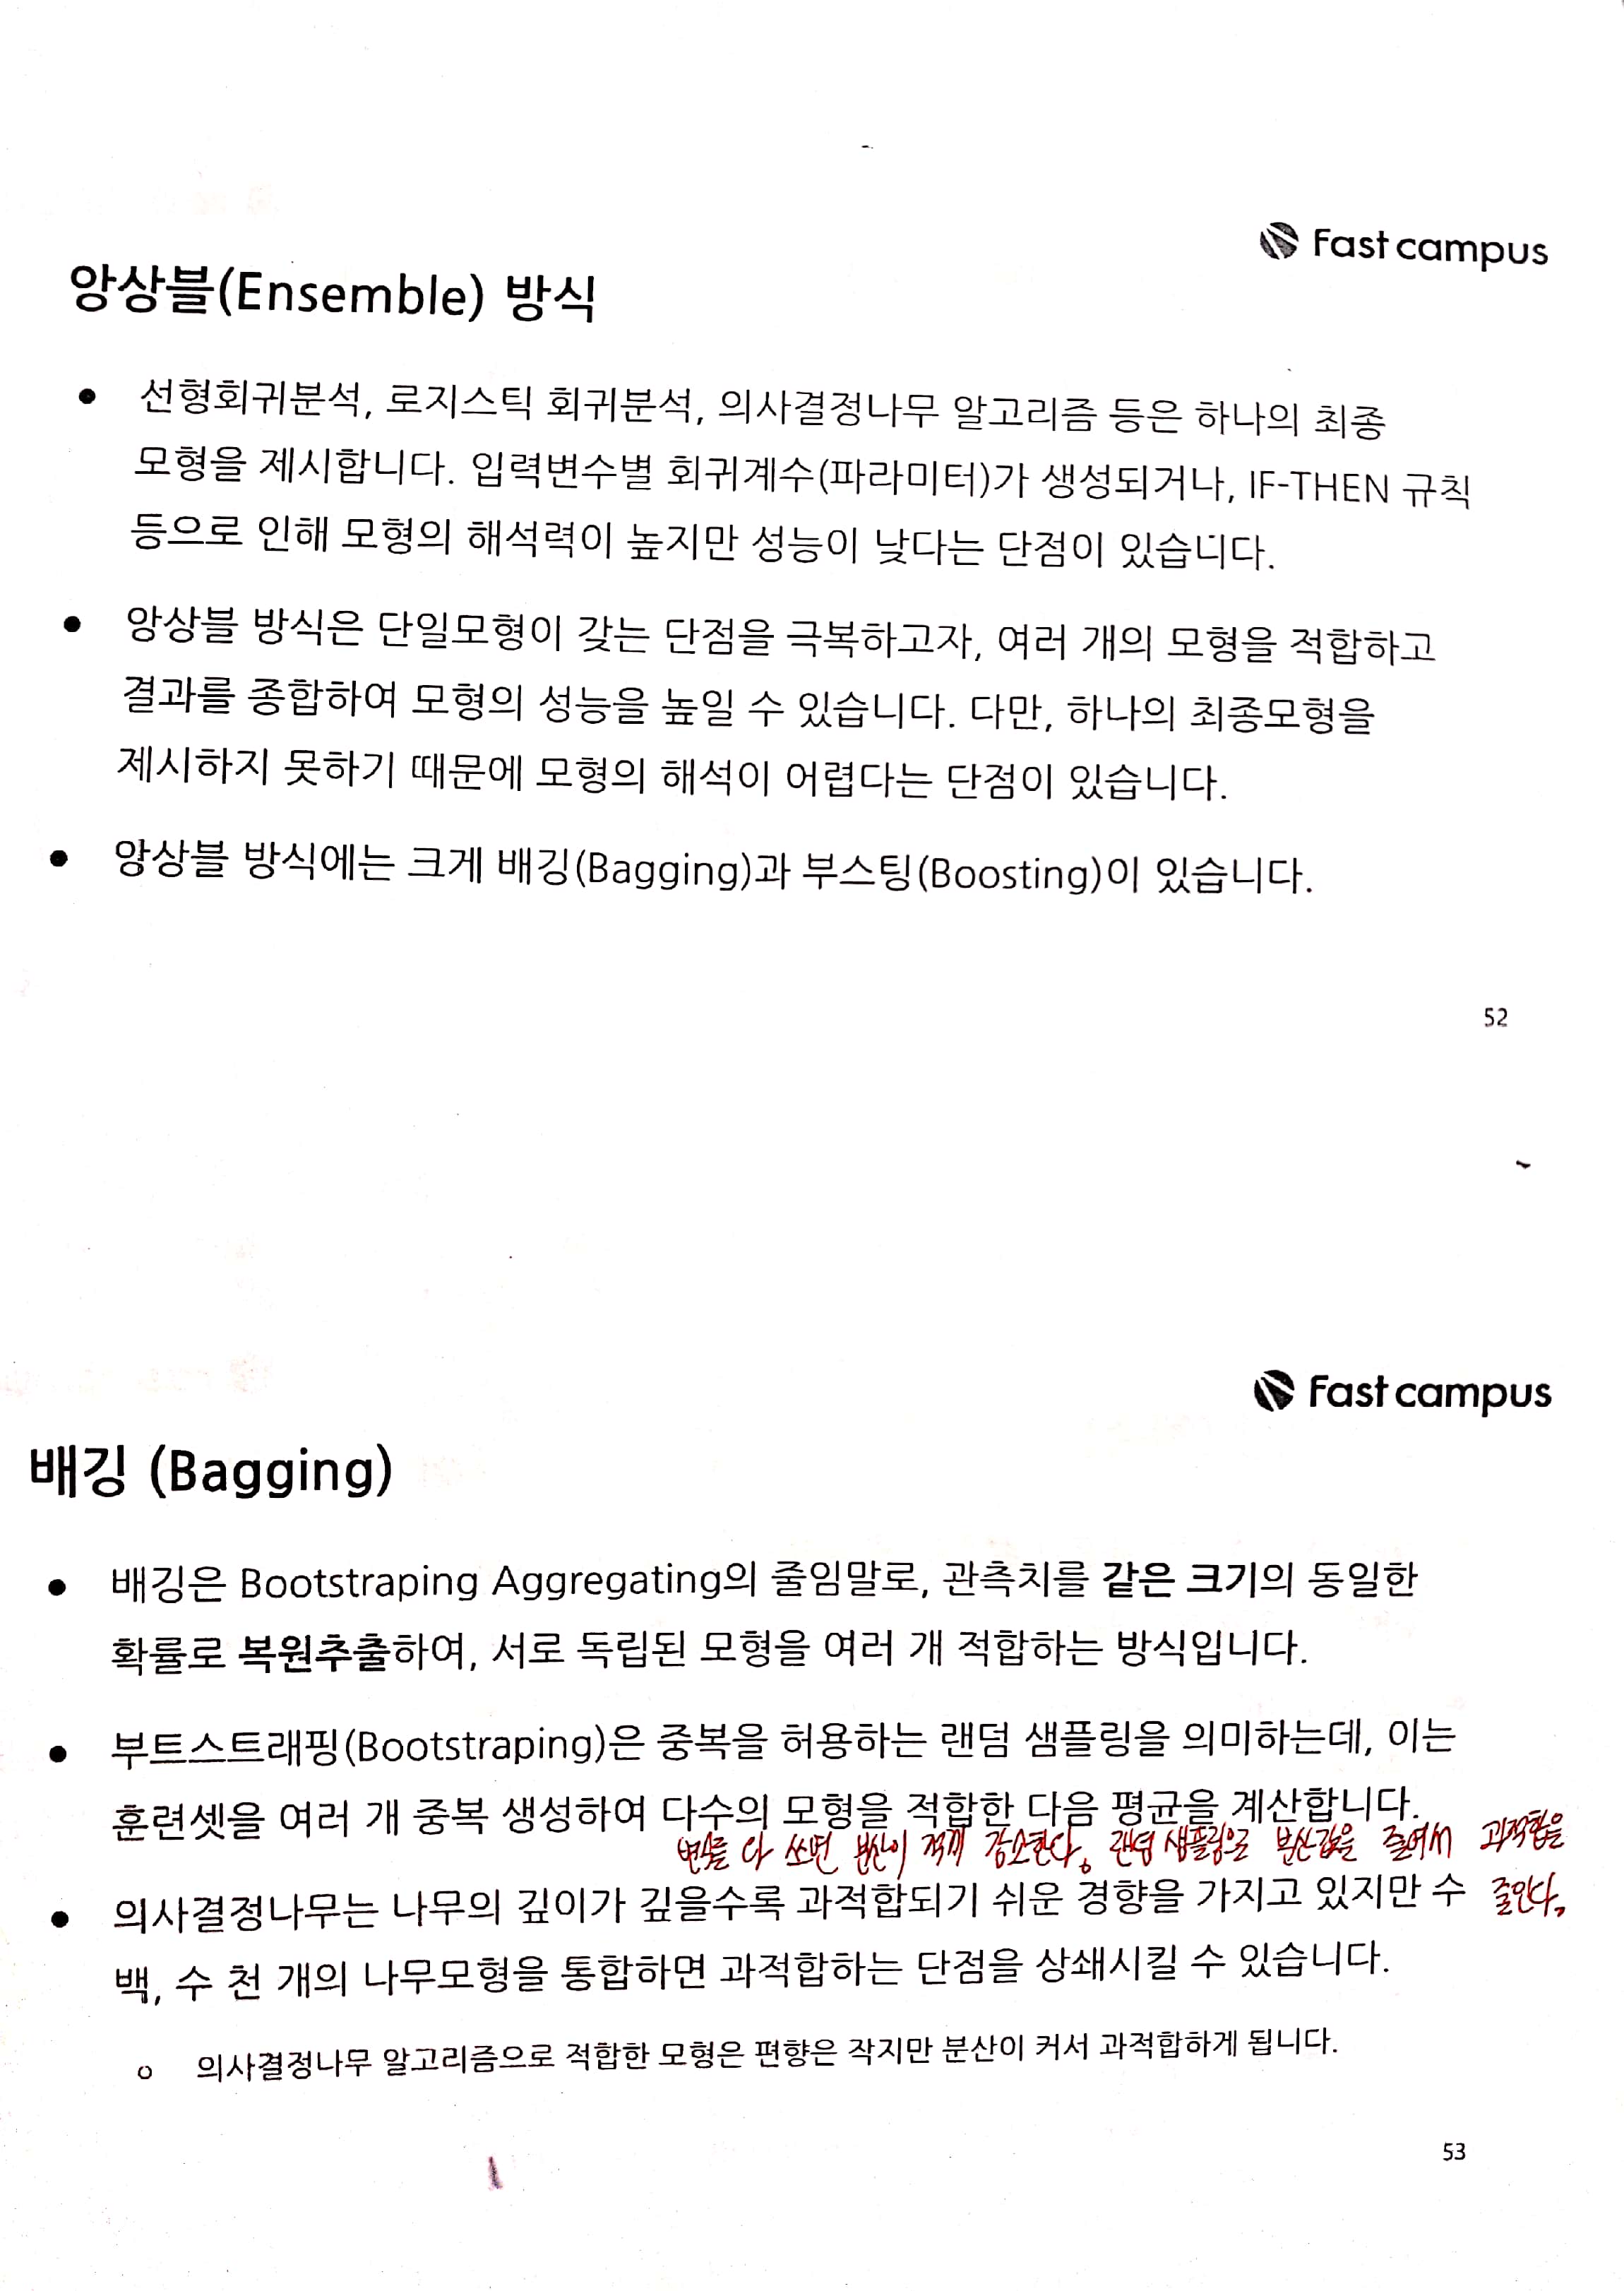 Fast campus
앙상블(Ensemble) 방식
● 선형회귀분석, 로지스틱 회귀분석, 의사결정나무 알고리즘 등은 하나의 최종
모형을 제시합니다. 입력변수별 회귀계수(파라미터)가 생성되거나, IF-THEN 규칙
등으로 인해 모형의 해석력이 높지만 성능이 낮다는 단점이 있습니다.
● 앙상블 방식은 단일모형이 갖는 단점을 극복하고자, 여러 개의 모형을 적합하고
결과를 종합하여 모형의 성능을 높일 수 있습니다. 다만, 하나의 최종모형을
제시하지 못하기 때문에 모형의 해석이 어렵다는 단점이 있습니다.
● 앙상블 방식에는 크게 배깅(Bagging)과 부스팅(Boosting)이 있습니다.
52
Fast campus
배깅 (Bagging)
● 배깅은 Bootstraping Aggregating의 줄임말로, 관측치를 같은 크기의 동일한
확률로 복원추출하여, 서로 독립된 모형을 여러 개 적합하는 방식입니다.
● 부트스트래핑(Bootstraping)은 중복을 허용하는 랜덤 샘플링을 의미하는데, 이는
훈련셋을 여러 개 중복 생성하여 다수의 모형을 적합한 다음 평균을 계산합니다.
다 쓰면 분산이 적게 감소한다. 랜덤 샘플링으로 분산값을 줄여서 과적합을
줄인다.
● 의사결정나무는 나무의 깊이가 깊을수록 과적합되기 쉬운 경향을 가지고 있지만 수
백, 수 천 개의 나무모형을 통합하면 과적합하는 단점을 상쇄시킬 수 있습니다.
o 의사결정나무 알고리즘으로 적합한 모형은 편향은 작지만 분산이 커서 과적합하게 됩니다.
53